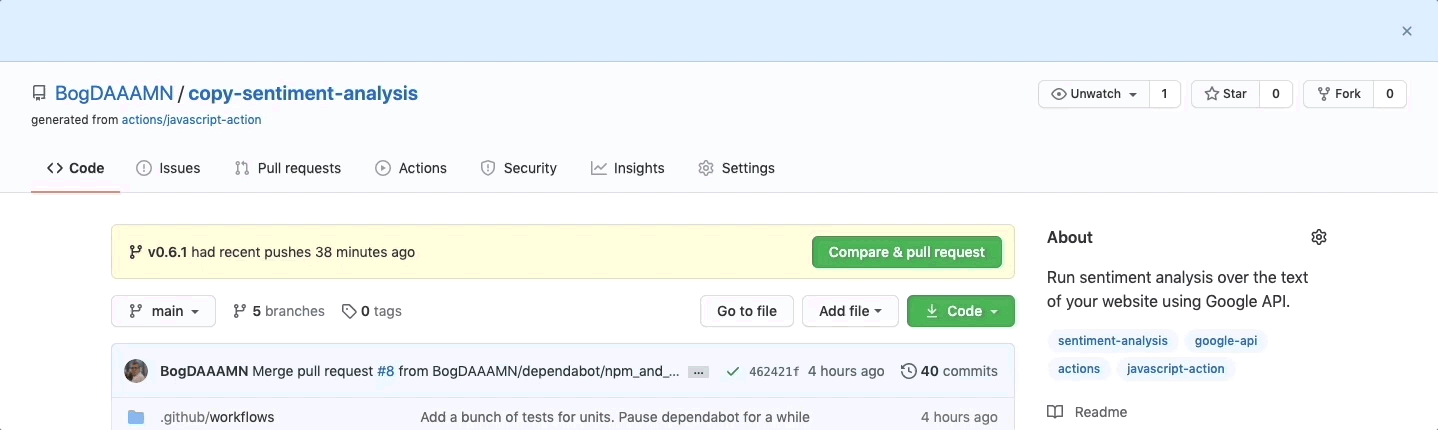 BogDAAAMN / copy-sentiment-analysis
Unwatch 1 Star 0 Fork 0
generated from actions/javascript-action
Code Issues Pull requests Actions Security Insights Settings
v0.6.1 had recent pushes 38 minutes ago Compare & pull request
main 5 branches 0 tags Go to file Add file Code
BogDAAAMN Merge pull request #8 from BogDAAAMN/dependabot/npm_and_... ... 462421f 4 hours ago 40 commits
.github/workflows Add a bunch of tests for units. Pause dependabot for a while 4 hours ago
About
Run sentiment analysis over the text
of your website using Google API.
sentiment-analysis google-api
actions javascript-action
Readme